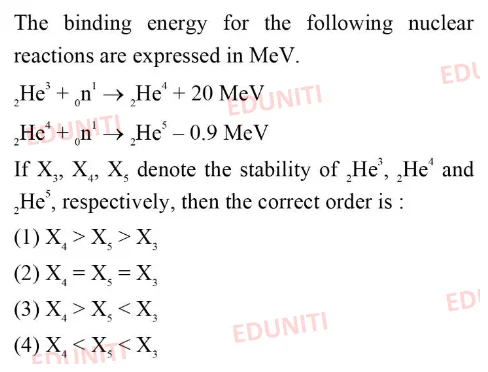 The binding energy for the following nuclear
reactions are expressed in MeV.
₂He³ + ₀n¹ → ₂He⁴ + 20 MeV
EDUNITI
EDU
₂He⁴ + ₀n¹ → ₂He⁵ – 0.9 MeV
EDUNITI
If X₃, X₄, X₅ denote the stability of ₂He³, ₂He⁴ and
₂He⁵, respectively, then the correct order is :
(1) X₄ > X₅ > X₃
(2) X₄ = X₅ = X₃
(3) X₄ > X₅ < X₃
ED
EDUNITI
(4) X₄ < X₅ < X₃
EDUNITI